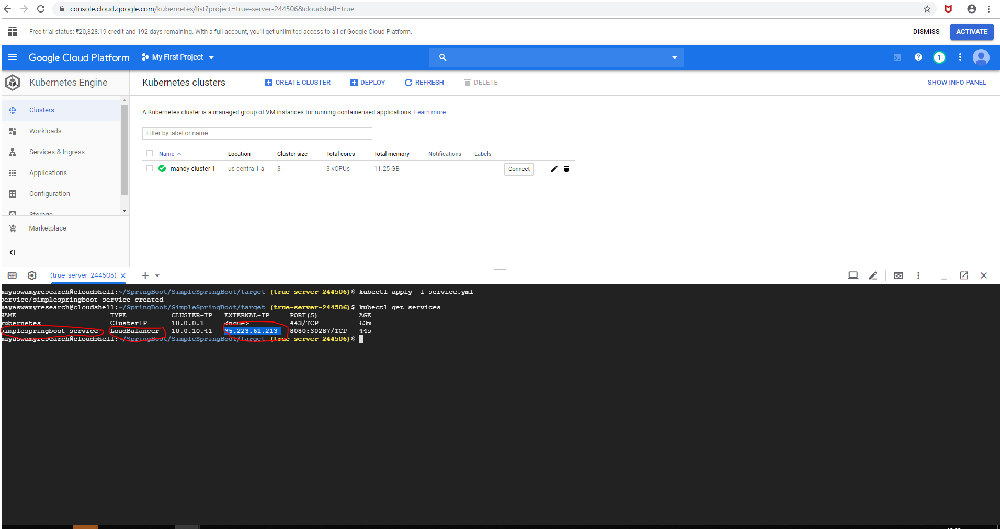 console.cloud.google.com/kubernetes/list?project=true-server-244506&cloudshell=true
Free trial status: ₹20,828.19 credit and 192 days remaining. With a full account, you'll get unlimited access to all of Google Cloud Platform.
DISMISS
ACTIVATE
Google Cloud Platform
My First Project
1
Kubernetes Engine
Kubernetes clusters
CREATE CLUSTER
DEPLOY
REFRESH
DELETE
SHOW INFO PANEL
Clusters
Workloads
Services & Ingress
Applications
Configuration
Storage
Marketplace
A Kubernetes cluster is a managed group of VM instances for running containerised applications. Learn more
Filter by label or name
Name Location Cluster size Total cores Total memory Notifications Labels
mandy-cluster-1 us-central1-a 3 3 vCPUs 11.25 GB Connect
(true-server-244506)
mayaswamyresearch@cloudshell:~/SpringBoot/SimpleSpringBoot/target (true-server-244506)$ kubectl apply -f service.yml
service/simplespringboot-service created
mayaswamyresearch@cloudshell:~/SpringBoot/SimpleSpringBoot/target (true-server-244506)$ kubectl get services
NAME TYPE CLUSTER-IP EXTERNAL-IP PORT(S) AGE
kubernetes ClusterIP 10.0.0.1 <none> 443/TCP 63m
simplespringboot-service LoadBalancer 10.0.10.41 35.223.61.213 8080:30287/TCP 44s
mayaswamyresearch@cloudshell:~/SpringBoot/SimpleSpringBoot/target (true-server-244506)$